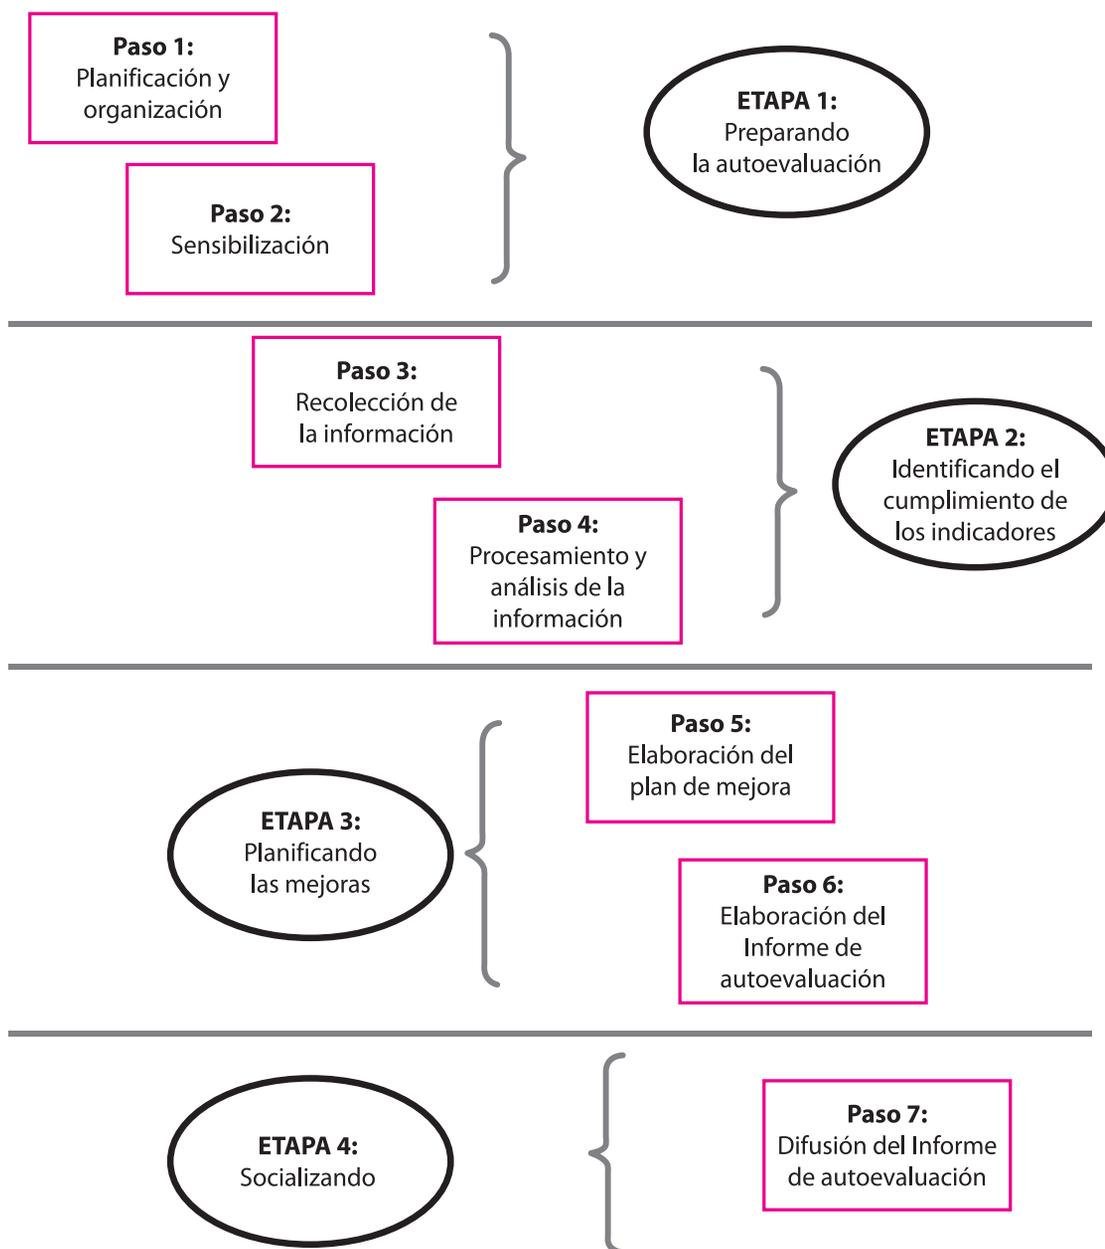 Paso 1:
Planificación y
organización
Paso 2:
Sensibilización
ETAPA 1:
Preparando
la autoevaluación
Paso 3:
Recolección de
la información
Paso 4:
Procesamiento y
análisis de la
información
ETAPA 2:
Identificando el
cumplimiento de
los indicadores
ETAPA 3:
Planificando
las mejoras
Paso 5:
Elaboración del
plan de mejora
Paso 6:
Elaboración del
Informe de
autoevaluación
ETAPA 4:
Socializando
Paso 7:
Difusión del Informe
de autoevaluación